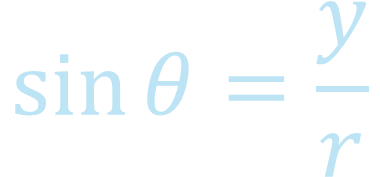 sin θ = y/r